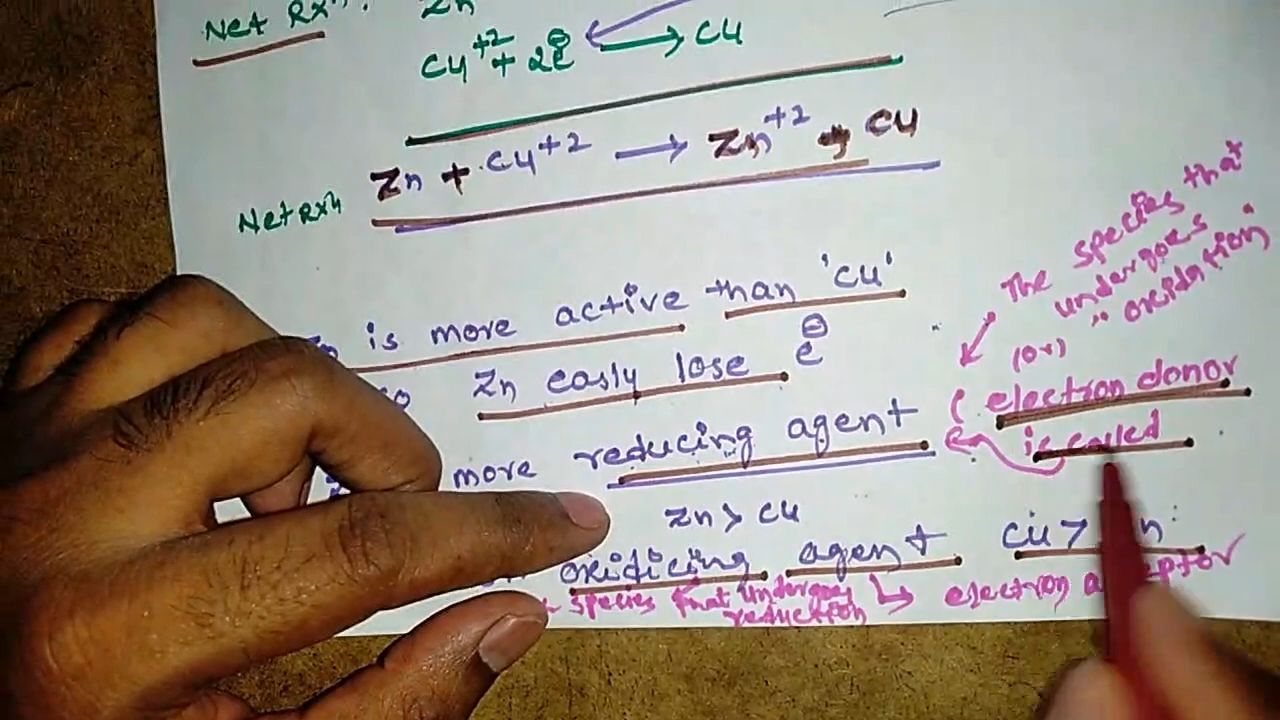 Net Rxn: Zn
Cu+2 + 2e⊖ → Cu
Zn + Cu+2 → Zn+2 + Cu
Net Rxn
is more active than 'Cu'
Zn easly lose e⊖
more reducing agent
The species that
undergoes
" oxidation"
(or)
( electron donor
is called
Zn > Cu
oxidicing agent Cu >
species that undergoes
reduction
↳ electron